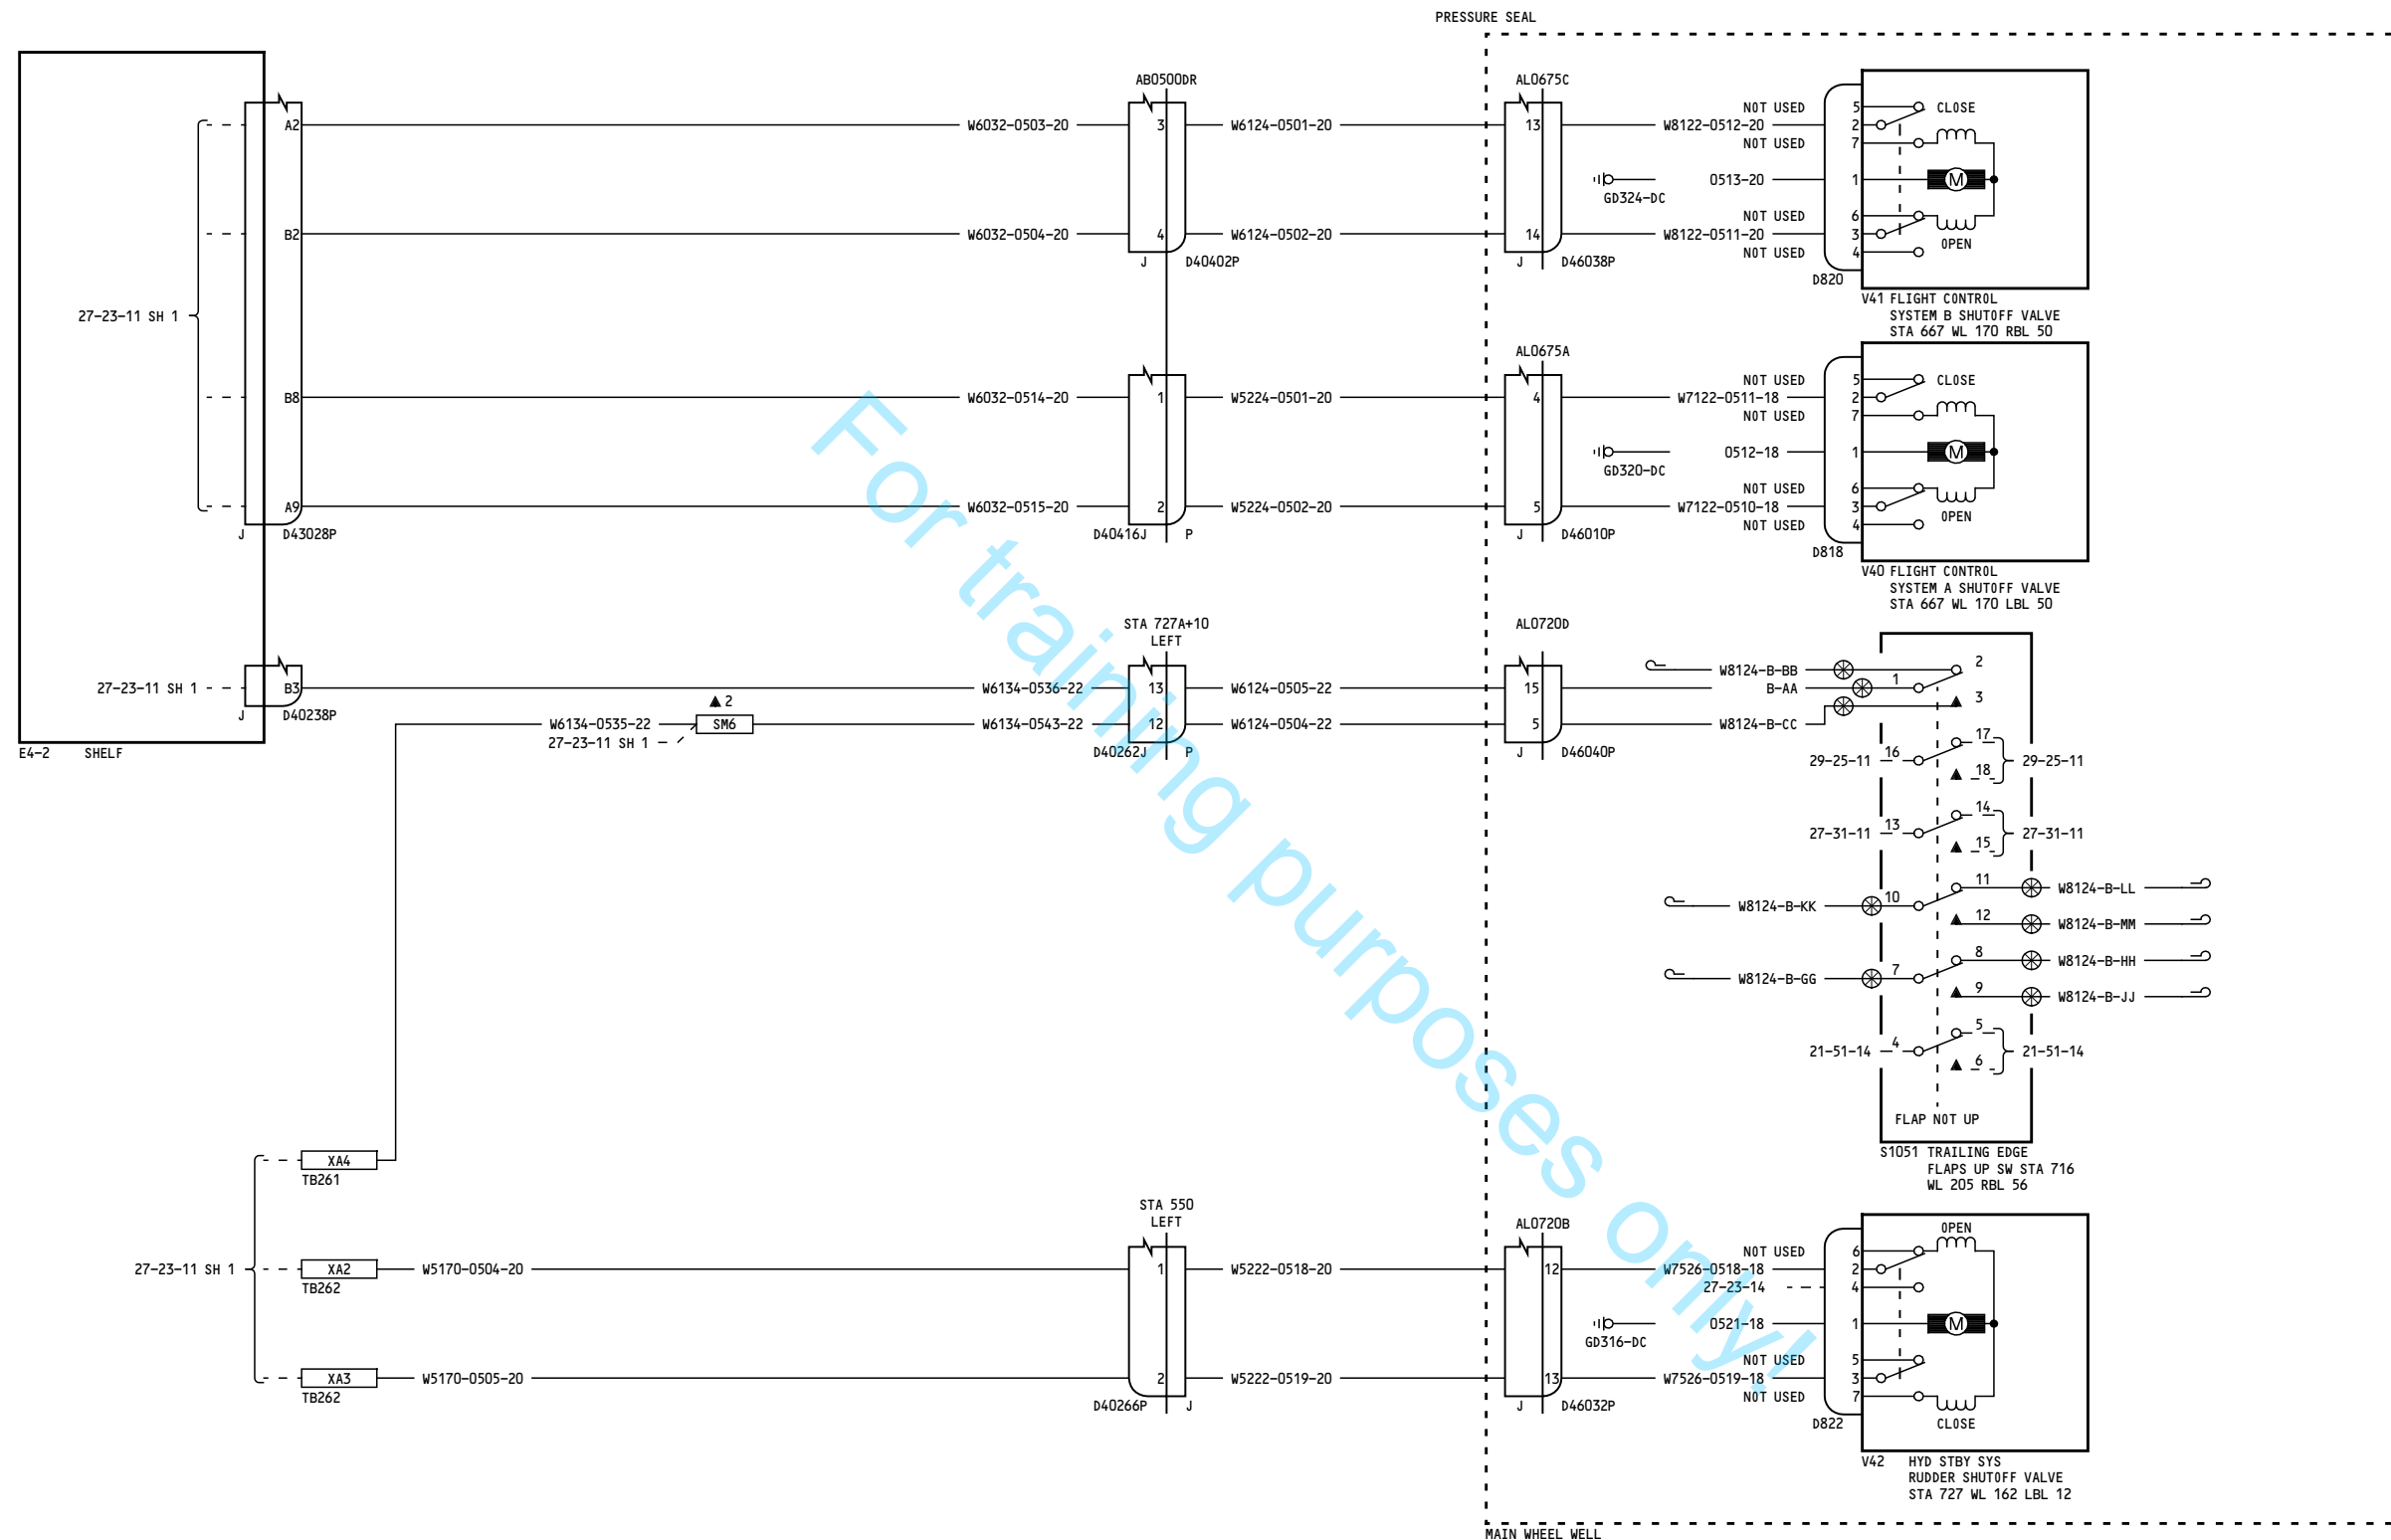 PRESSURE SEAL
AB0500DR
AL0675C
A2
W6032-0503-20
3
W6124-0501-20
13
W8122-0512-20
NOT USED
5
CLOSE
2
NOT USED
7
GD324-DC
0513-20
1
M
NOT USED
6
B2
W6032-0504-20
4
W6124-0502-20
14
W8122-0511-20
3
NOT USED
4
OPEN
J
D40402P
J
D46038P
D820
V41 FLIGHT CONTROL
SYSTEM B SHUTOFF VALVE
STA 667 WL 170 RBL 50
27-23-11 SH 1
AL0675A
NOT USED
5
CLOSE
B8
W6032-0514-20
1
W5224-0501-20
4
W7122-0511-18
2
NOT USED
7
GD320-DC
0512-18
1
M
NOT USED
6
A9
W6032-0515-20
2
W5224-0502-20
5
W7122-0510-18
3
OPEN
NOT USED
4
J
D43028P
D40416J
P
J
D46010P
D818
V40 FLIGHT CONTROL
SYSTEM A SHUTOFF VALVE
STA 667 WL 170 LBL 50
STA 727A+10
LEFT
AL0720D
W8124-B-BB
2
27-23-11 SH 1
B3
W6134-0536-22
13
W6124-0505-22
15
B-AA
1
J
D40238P
2
W6134-0535-22
SM6
W6134-0543-22
12
W6124-0504-22
5
W8124-B-CC
3
27-23-11 SH 1
D40262J
P
J
D46040P
E4-2
SHELF
29-25-11
16
17
18
29-25-11
27-31-11
13
14
15
27-31-11
W8124-B-KK
10
11
W8124-B-LL
12
W8124-B-MM
W8124-B-GG
7
8
W8124-B-HH
9
W8124-B-JJ
21-51-14
4
5
6
21-51-14
FLAP NOT UP
S1051 TRAILING EDGE
FLAPS UP SW STA 716
WL 205 RBL 56
XA4
TB261
STA 550
LEFT
AL0720B
OPEN
NOT USED
6
27-23-11 SH 1
XA2
TB262
W5170-0504-20
1
W5222-0518-20
12
W7526-0518-18
2
27-23-14
4
GD316-DC
0521-18
1
M
NOT USED
5
XA3
TB262
W5170-0505-20
2
W5222-0519-20
13
W7526-0519-18
3
NOT USED
7
CLOSE
D40266P
J
J
D46032P
D822
V42
HYD STBY SYS
RUDDER SHUTOFF VALVE
STA 727 WL 162 LBL 12
MAIN WHEEL WELL
For training purposes only!